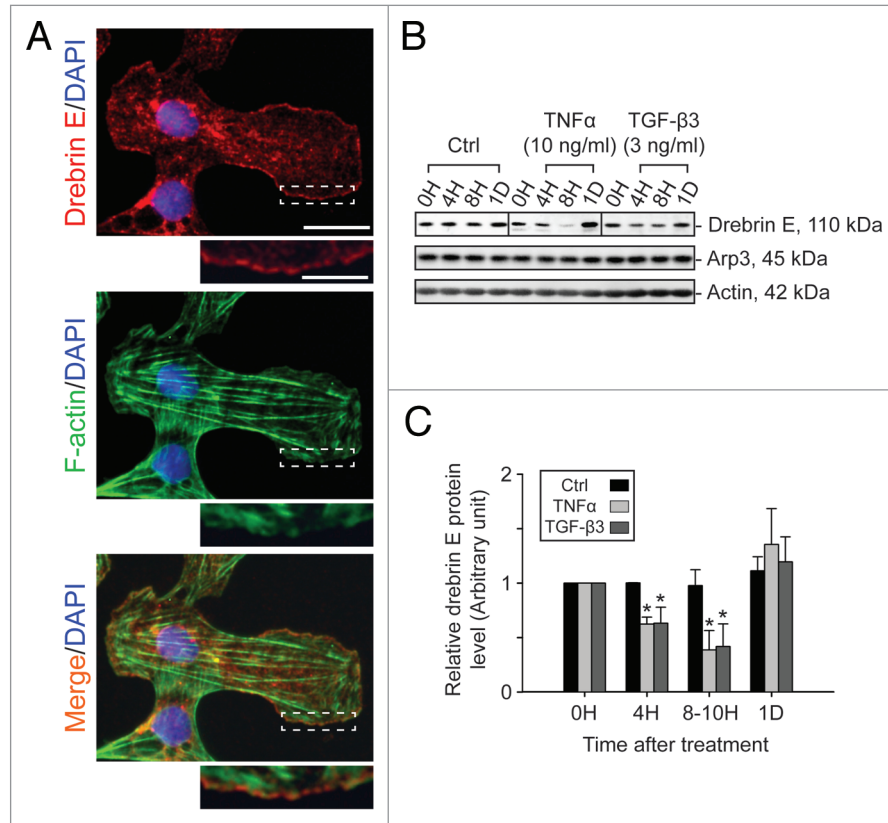 A
Drebrin E/DAPI
F-actin/DAPI
Merge/DAPI
B
Ctrl
TNFα
(10 ng/ml)
TGF-β3
(3 ng/ml)
0H 4H 8H 1D 0H 4H 8H 1D 0H 4H 8H 1D
- Drebrin E, 110 kDa
- Arp3, 45 kDa
- Actin, 42 kDa
C
Relative drebrin E protein
level (Arbitrary unit)
2
1
0
Ctrl
TNFα
TGF-β3
* *
* *
0H 4H 8-10H 1D
Time after treatment